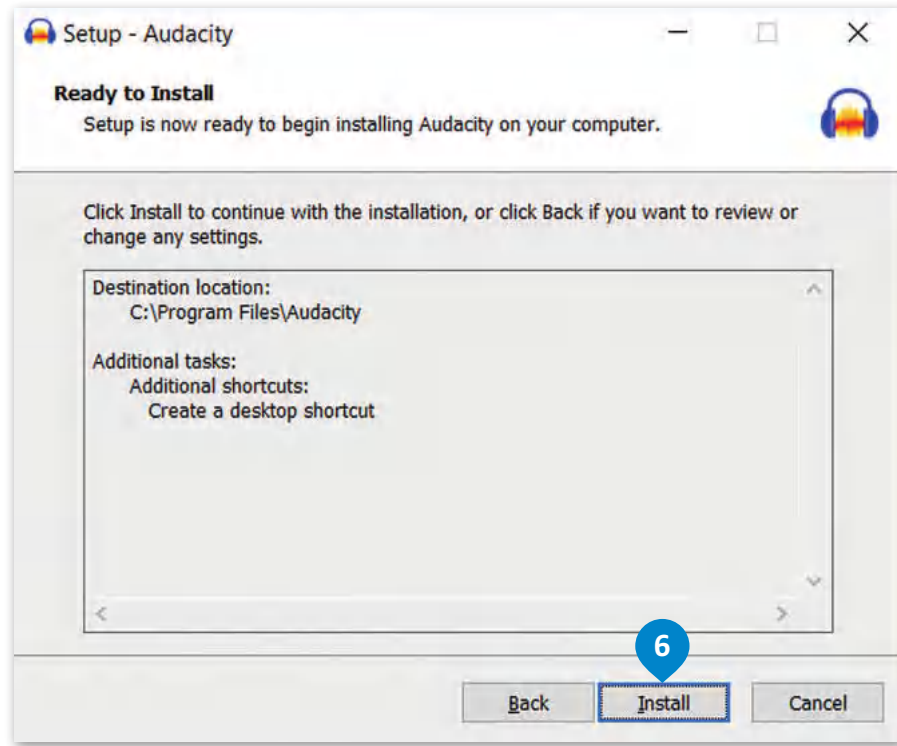 Setup - Audacity
Ready to Install
Setup is now ready to begin installing Audacity on your computer.
Click Install to continue with the installation, or click Back if you want to review or
change any settings.
Destination location:
C:\Program Files\Audacity
Additional tasks:
Additional shortcuts:
Create a desktop shortcut
6
Back Install Cancel